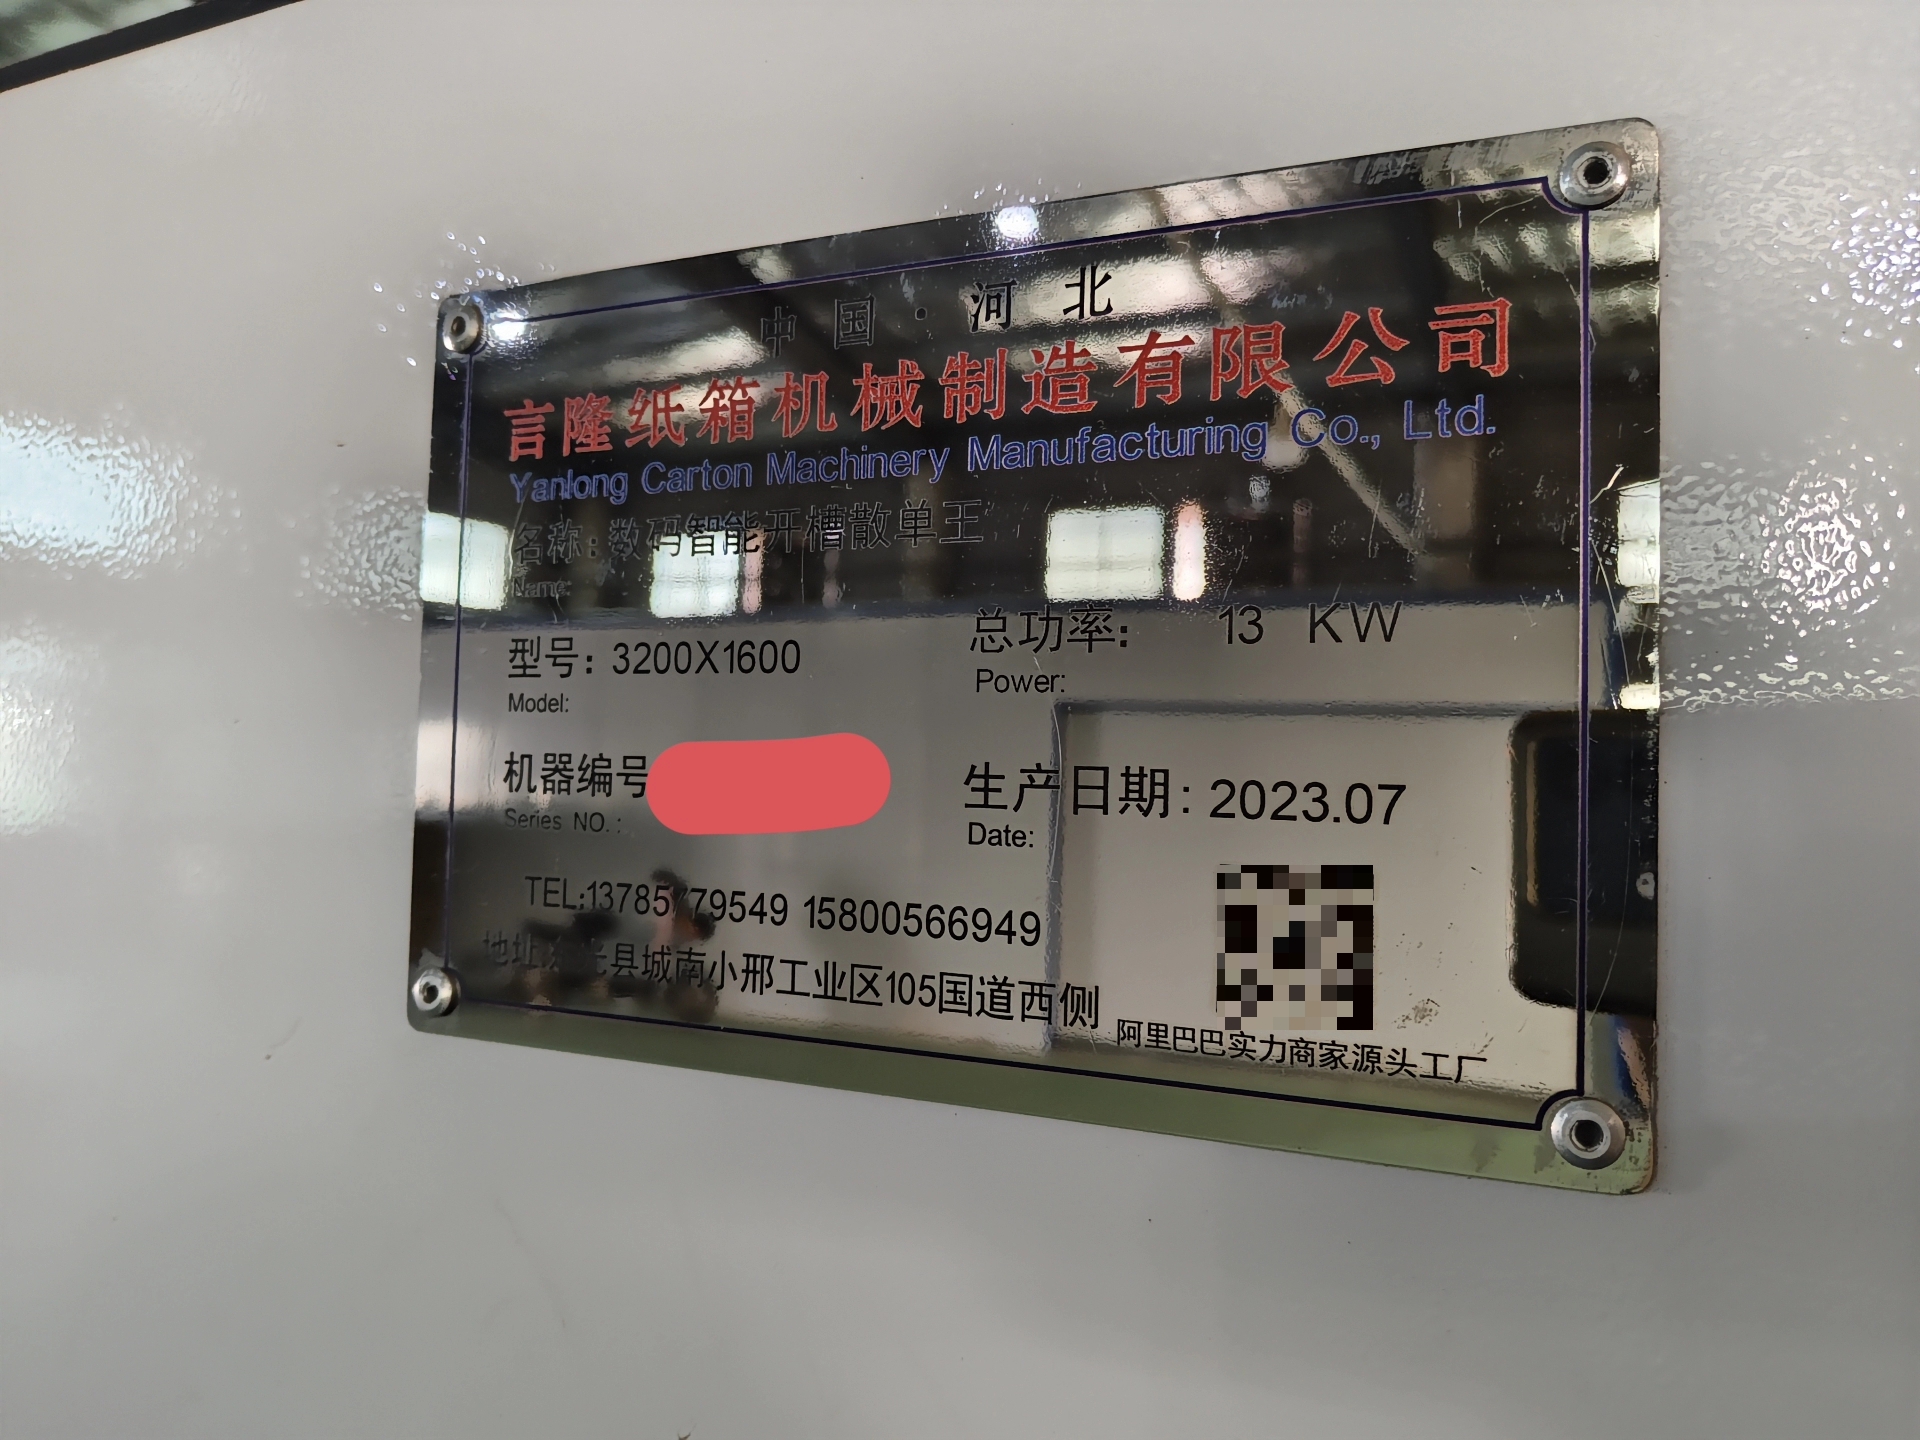 中国·河北
言隆纸箱机械制造有限公司
Yanlong Carton Machinery Manufacturing Co., Ltd.
名称：数码智能开槽散单王
Name:
型号：3200X1600 总功率： 13 KW
Model: Power:
机器编号 生产日期：2023.07
Series NO.: Date:
TEL:13785779549 15800566949
地址:东光县城南小邢工业区105国道西侧
阿里巴巴实力商家源头工厂